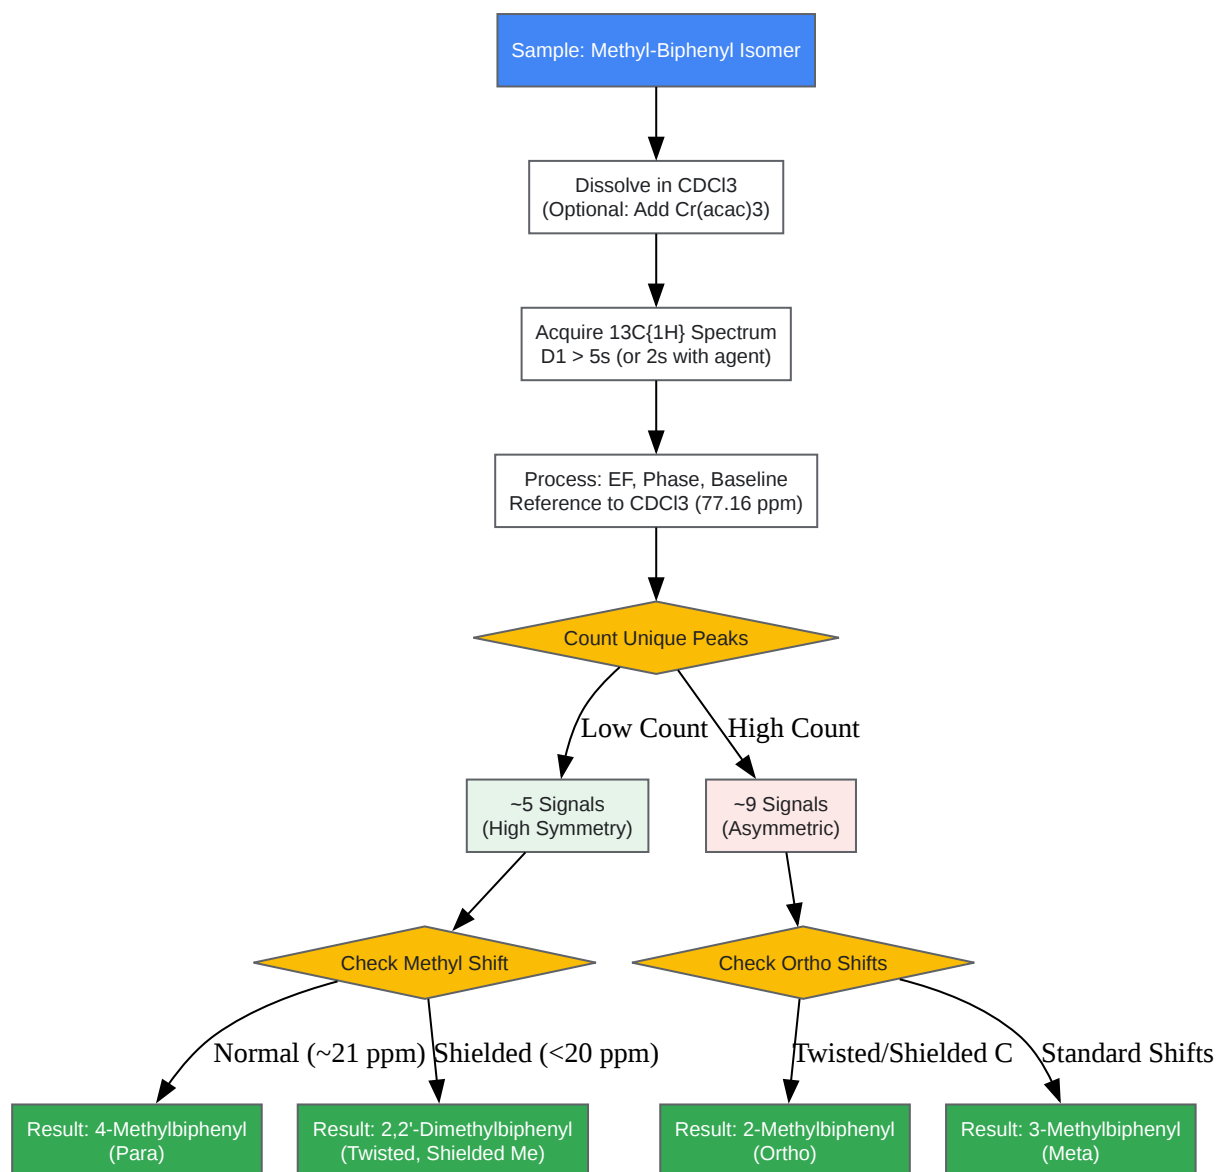 Sample: Methyl-Biphenyl Isomer
Dissolve in CDCl3
(Optional: Add Cr(acac)3)
Acquire 13C{1H} Spectrum
D1 > 5s (or 2s with agent)
Process: EF, Phase, Baseline
Reference to CDCl3 (77.16 ppm)
Count Unique Peaks
Low Count
High Count
~5 Signals
(High Symmetry)
~9 Signals
(Asymmetric)
Check Methyl Shift
Check Ortho Shifts
Normal (~21 ppm)
Shielded (<20 ppm)
Twisted/Shielded C
Standard Shifts
Result: 4-Methylbiphenyl
(Para)
Result: 2,2'-Dimethylbiphenyl
(Twisted, Shielded Me)
Result: 2-Methylbiphenyl
(Ortho)
Result: 3-Methylbiphenyl
(Meta)